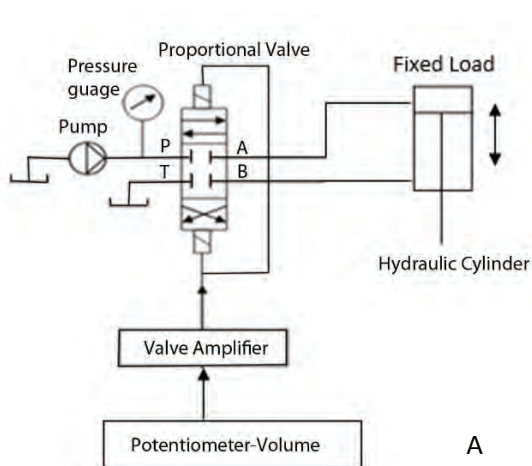 Proportional Valve
Pressure
guage
Fixed Load
Pump
P
A
T
B
Hydraulic Cylinder
Valve Amplifier
Potentiometer-Volume
A